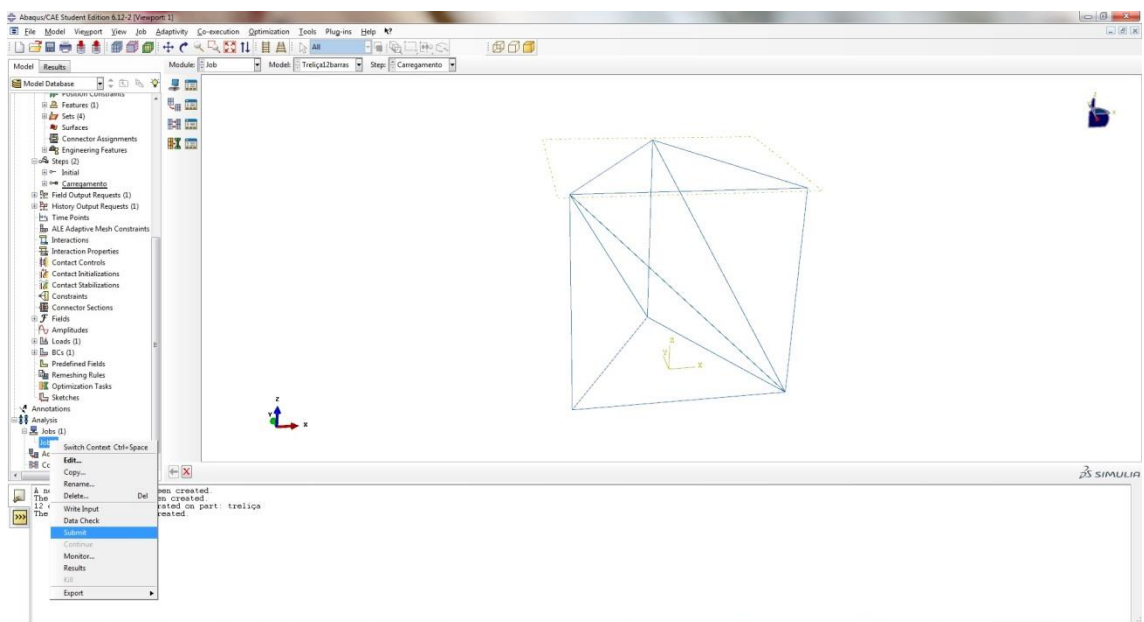 Abaqus/CAE Student Edition 6.12-2 [Viewport: 1]
File Model Viewport View Job Adaptivity Co-execution Optimization Tools Plug-ins Help
All
Model Results
Module: Job Model: Treliça12barras Step: Carregamento
Model Database
Position Constraints
Features (1)
Sets (4)
Surfaces
Connector Assignments
Engineering Features
Steps (2)
Initial
Carregamento
Field Output Requests (1)
History Output Requests (1)
Time Points
ALE Adaptive Mesh Constraints
Interactions
Interaction Properties
Contact Controls
Contact Initializations
Contact Stabilizations
Constraints
Connector Sections
Fields
Amplitudes
Loads (1)
BCs (1)
Predefined Fields
Remeshing Rules
Optimization Tasks
Sketches
Annotations
Analysis
Jobs (1)
Switch Context Ctrl+Space
Edit...
Copy...
Rename...
Delete... Del
Write Input
Data Check
Submit
Continue
Monitor...
Results
Kill
Export
Z
Y
X
Z
Y
X
SIMULIA
een created.
The en created.
12 rated on part: treliça
The reated.